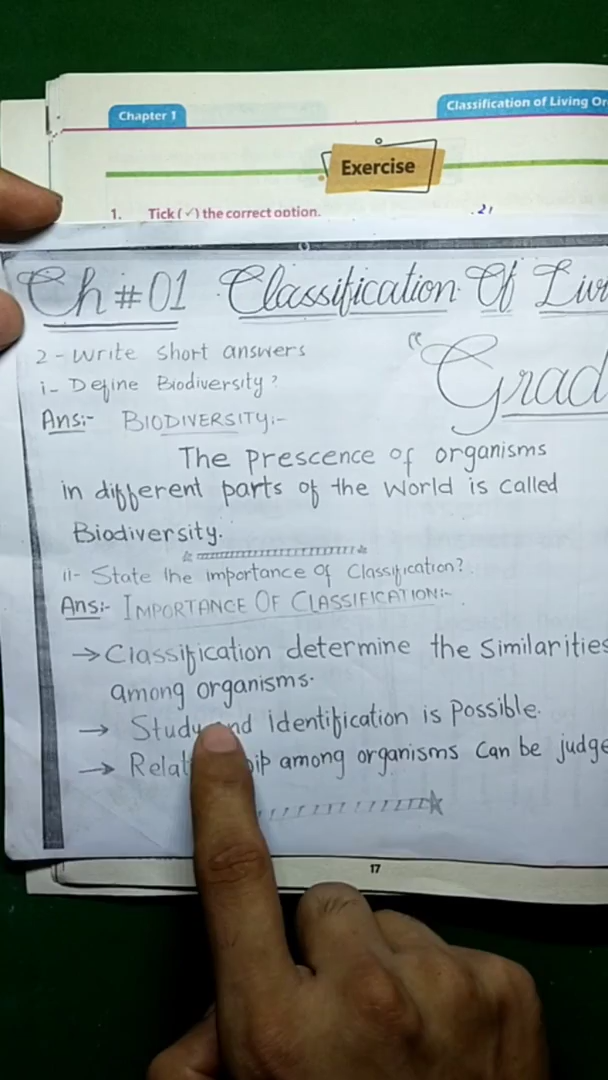 Chapter 1
Classification of Living Or
Exercise
1. Tick (✓) the correct option.
Ch # 01 Classification Of Liv
2 - Write short answers
"Grad
i - Define Biodiversity?
Ans:- BIODIVERSITY:-
The prescence of organisms
in different parts of the World is called
Biodiversity.
ii - State the importance of Classification?
Ans:- IMPORTANCE OF CLASSIFICATION:-
→ Classification determine the Similarities
among organisms.
→ Study and identification is Possible.
→ among organisms Can be judge
17